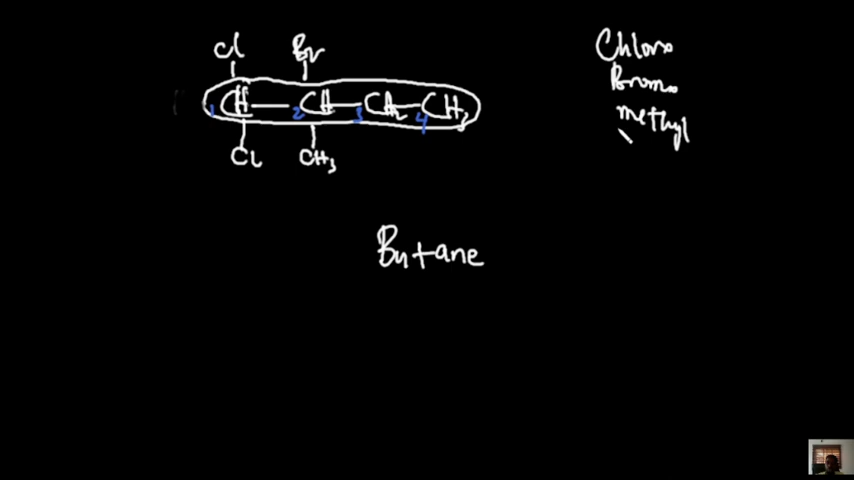 Cl Br
1 CH — 2 CH — 3 CH2 — 4 CH3
Cl CH3
Chloro
Bromo
methyl
Butane